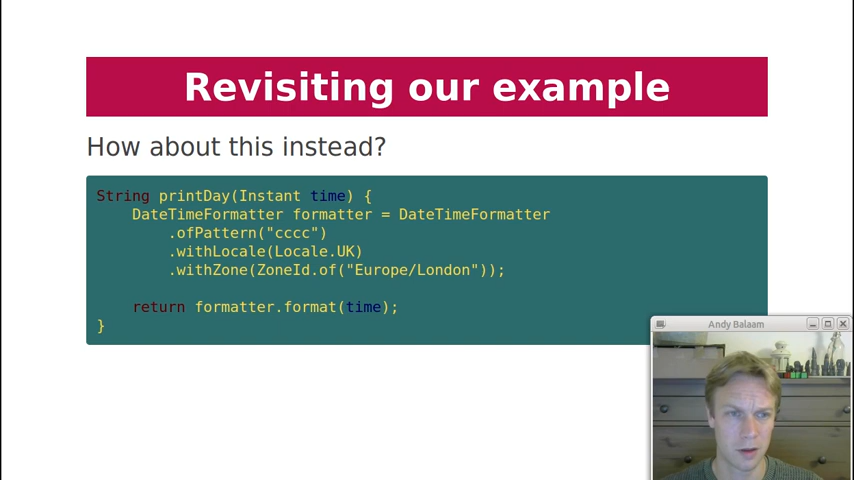 Revisiting our example
How about this instead?
String printDay(Instant time) {
    DateTimeFormatter formatter = DateTimeFormatter
        .ofPattern("cccc")
        .withLocale(Locale.UK)
        .withZone(ZoneId.of("Europe/London"));
    return formatter.format(time);
}
Andy Balaam